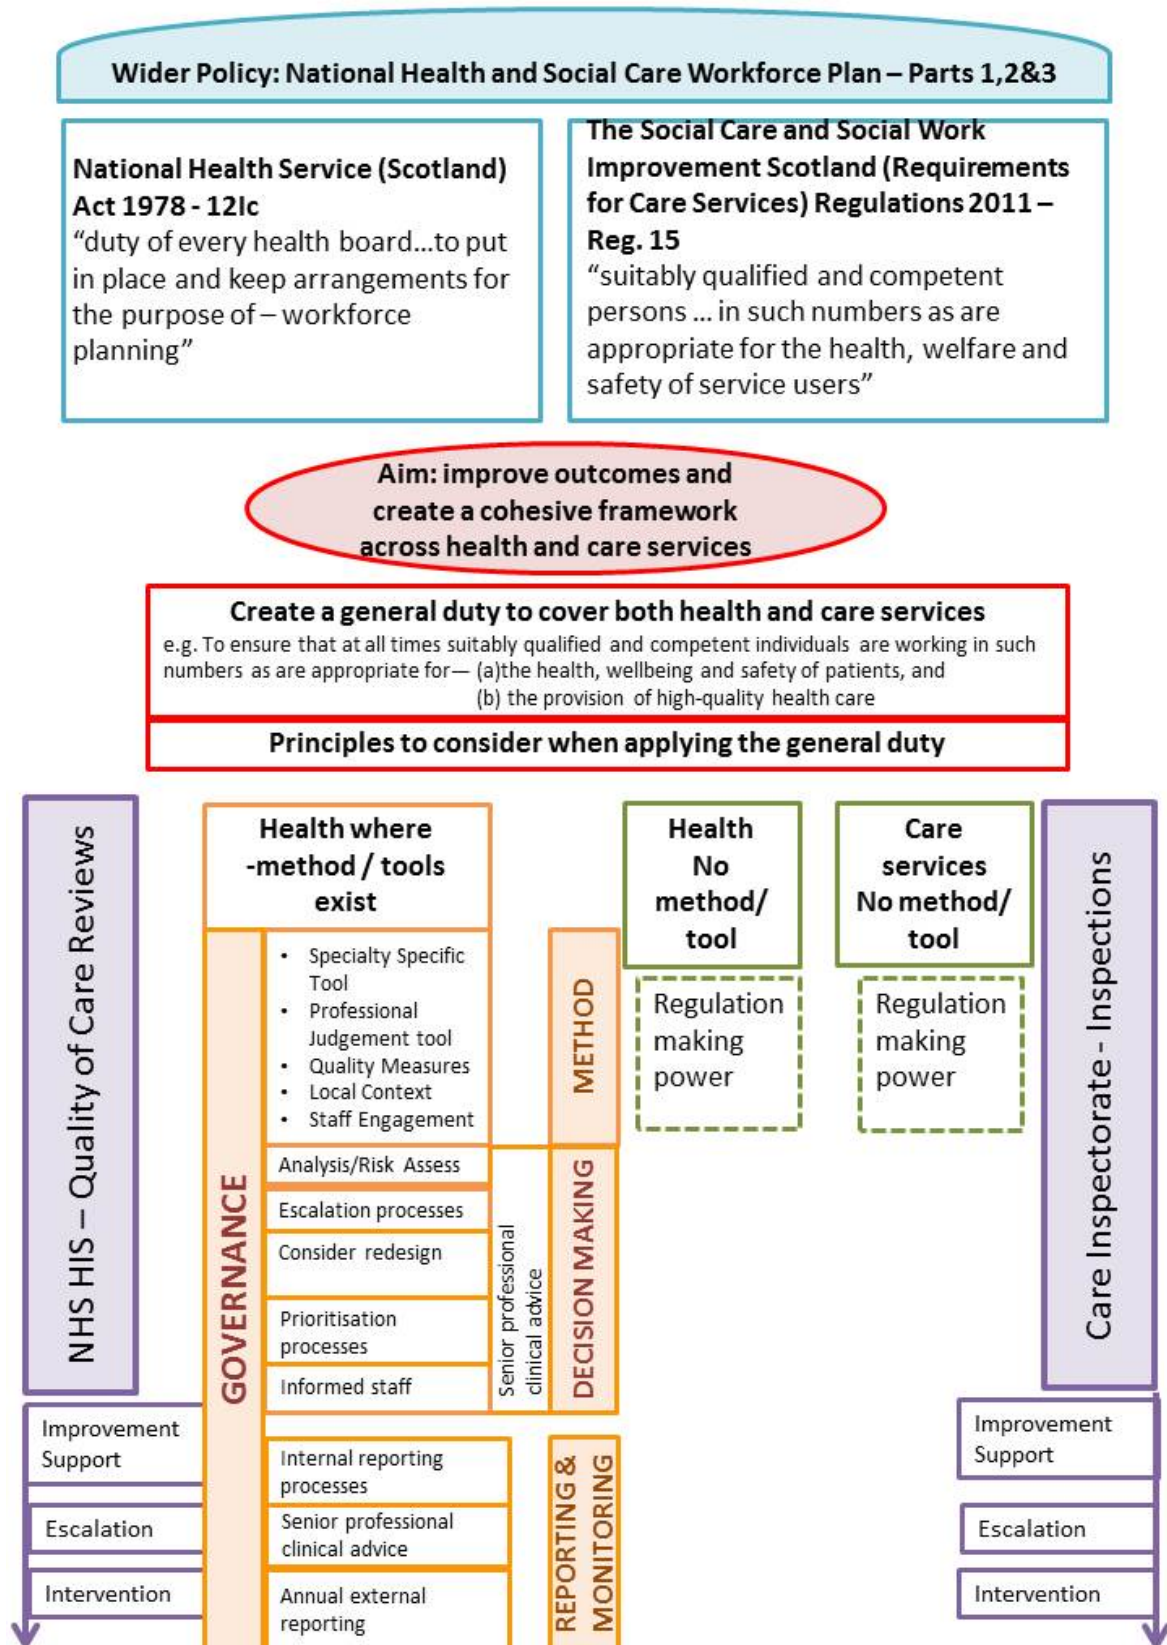 Wider Policy: National Health and Social Care Workforce Plan – Parts 1,2&3
National Health Service (Scotland)
Act 1978 - 12Ic
“duty of every health board...to put
in place and keep arrangements for
the purpose of – workforce
planning”
The Social Care and Social Work
Improvement Scotland (Requirements
for Care Services) Regulations 2011 –
Reg. 15
“suitably qualified and competent
persons ... in such numbers as are
appropriate for the health, welfare and
safety of service users”
Aim: improve outcomes and
create a cohesive framework
across health and care services
Create a general duty to cover both health and care services
e.g. To ensure that at all times suitably qualified and competent individuals are working in such
numbers as are appropriate for— (a)the health, wellbeing and safety of patients, and
(b) the provision of high-quality health care
Principles to consider when applying the general duty
NHS HIS – Quality of Care Reviews
Improvement
Support
Escalation
Intervention
Health where
-method / tools
exist
GOVERNANCE
• Specialty Specific
Tool
• Professional
Judgement tool
• Quality Measures
• Local Context
• Staff Engagement
METHOD
Analysis/Risk Assess
Escalation processes
Consider redesign
Prioritisation
processes
Informed staff
Senior professional
clinical advice
DECISION MAKING
Internal reporting
processes
Senior professional
clinical advice
Annual external
reporting
REPORTING &
MONITORING
Health
No
method/
tool
Regulation
making
power
Care
services
No method/
tool
Regulation
making
power
Care Inspectorate - Inspections
Improvement
Support
Escalation
Intervention